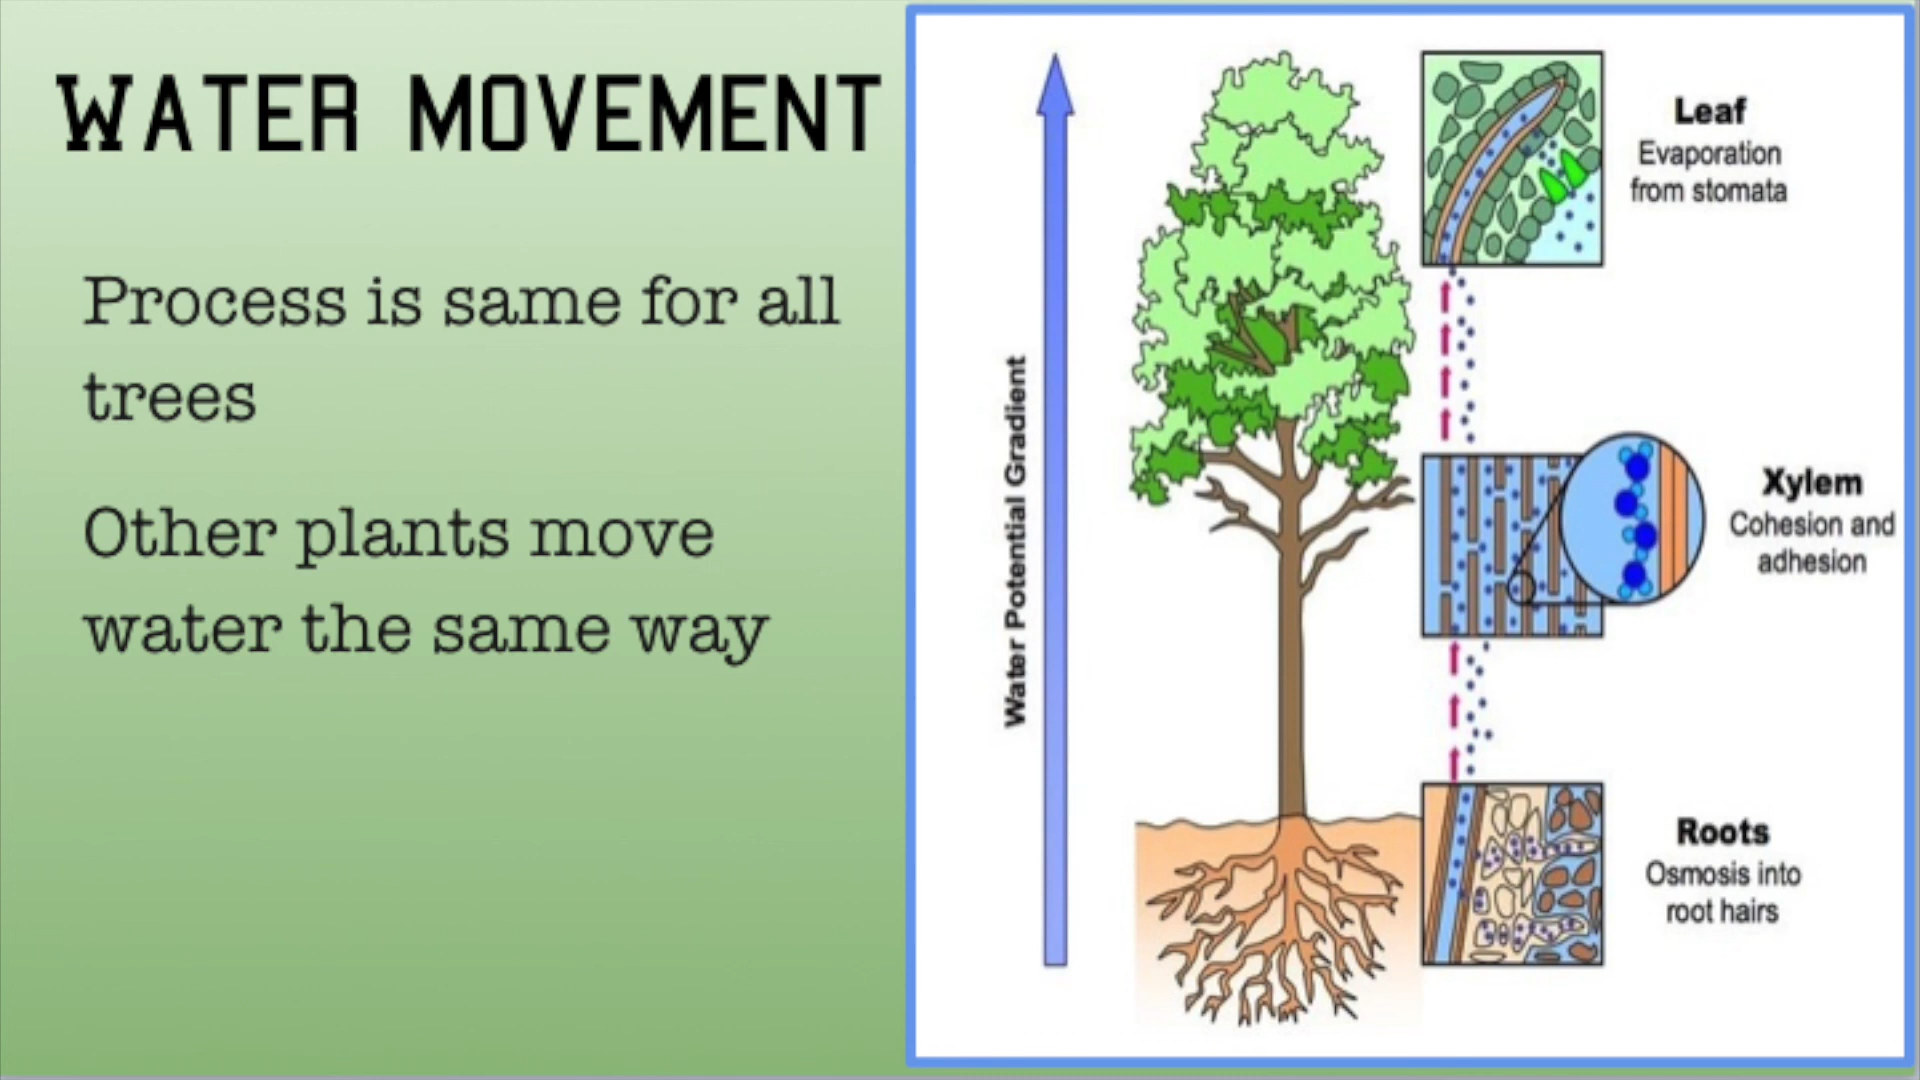 WATER MOVEMENT
Process is same for all
trees
Other plants move
water the same way
Water Potential Gradient
Leaf
Evaporation
from stomata
Xylem
Cohesion and
adhesion
Roots
Osmosis into
root hairs